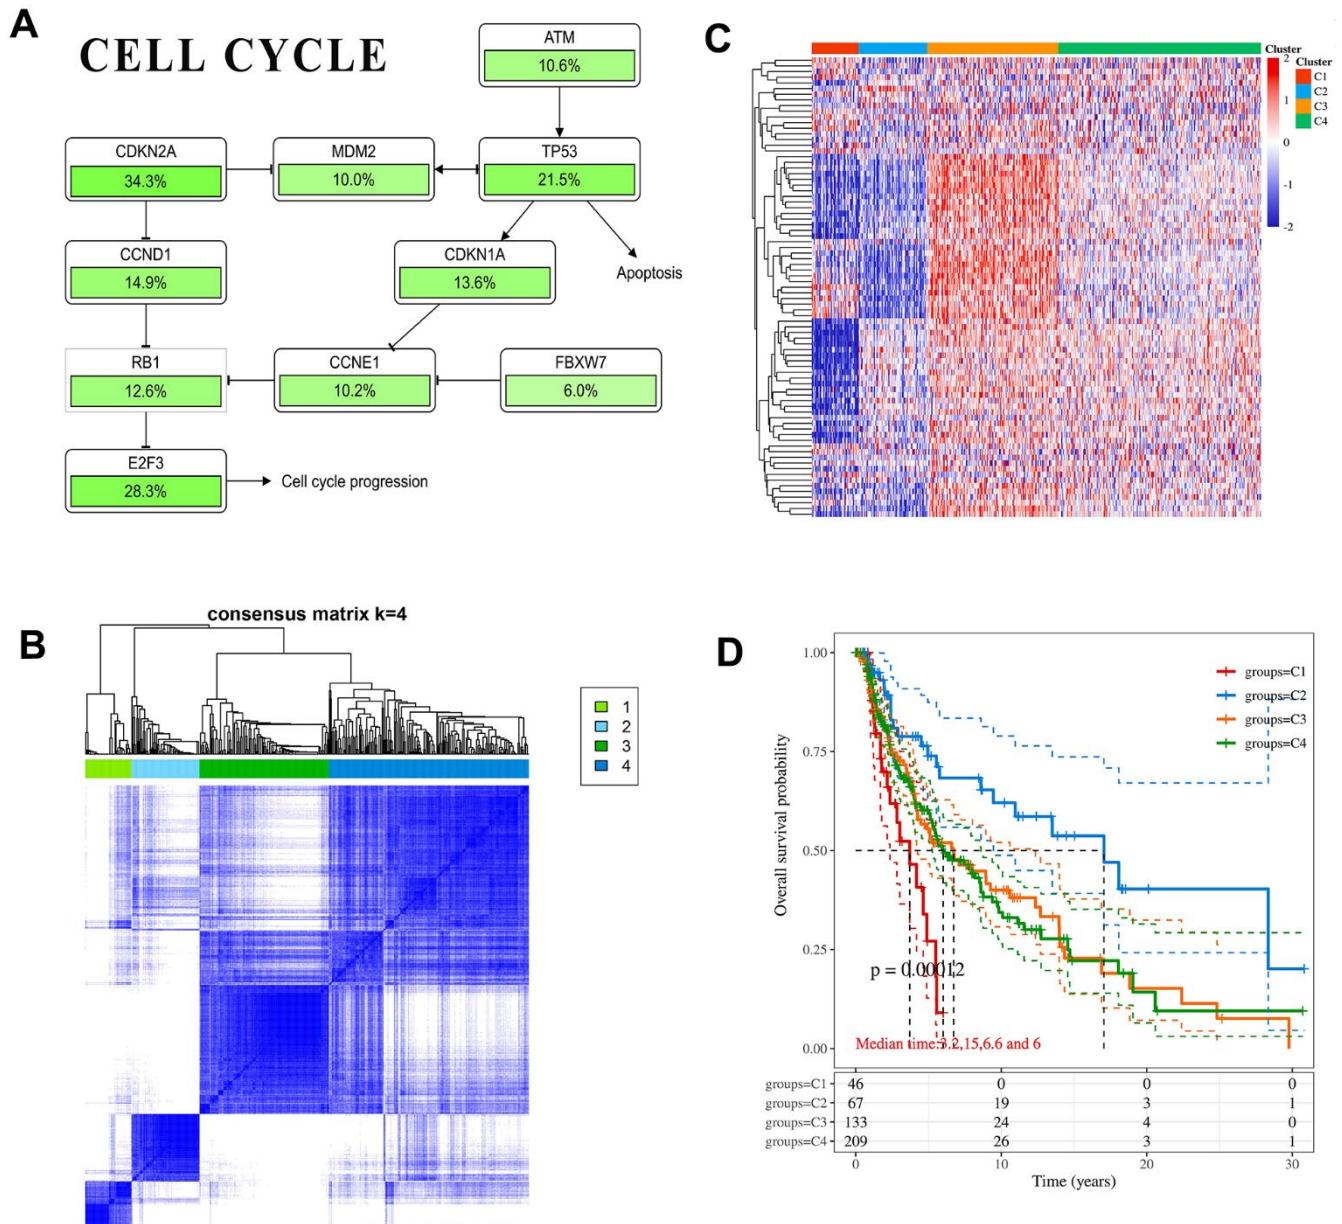 A
CELL CYCLE
ATM
10.6%
CDKN2A
34.3%
MDM2
10.0%
TP53
21.5%
CCND1
14.9%
CDKN1A
13.6%
Apoptosis
RB1
12.6%
CCNE1
10.2%
FBXW7
6.0%
E2F3
28.3%
Cell cycle progression
C
Cluster
2
1
0
-1
-2
Cluster
C1
C2
C3
C4
B
consensus matrix k=4
1
2
3
4
D
Overall survival probability
1.00
0.75
0.50
0.25
0.00
groups=C1
groups=C2
groups=C3
groups=C4
p = 0.00012
Median time:3.2,15,6.6 and 6
groups=C1 46 0 0 0
groups=C2 67 19 3 1
groups=C3 133 24 4 0
groups=C4 209 26 3 1
0 10 20 30
Time (years)